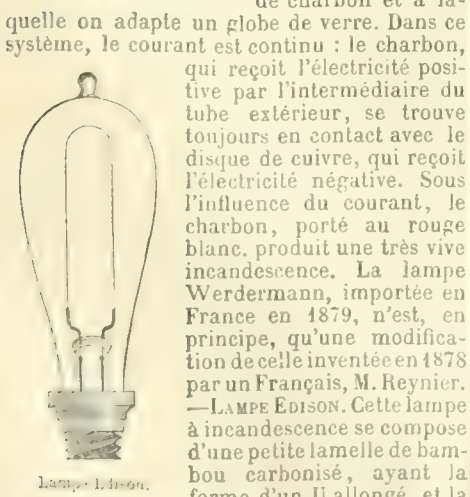 de charbon et à la-
quelle on adapte un globe de verre. Dans ce
système, le courant est continu : le charbon,
qui reçoit l'électricité posi-
tive par l'intermédiaire du
tube extérieur, se trouve
toujours en contact avec le
disque de cuivre, qui reçoit
l'électricité négative. Sous
l'influence du courant, le
charbon, porté au rouge
blanc. produit une très vive
incandescence. La lampe
Werdermann, importée en
France en 1879, n'est, en
principe, qu'une modifica-
tion de celle inventée en 1878
par un Français, M. Reynier.
—LAMPE EDISON. Cette lampe
à incandescence se compose
d'une petite lamelle de bam-
bou carbonisé, ayant la
forme d'un U allongé, et la
Lampe Edison.